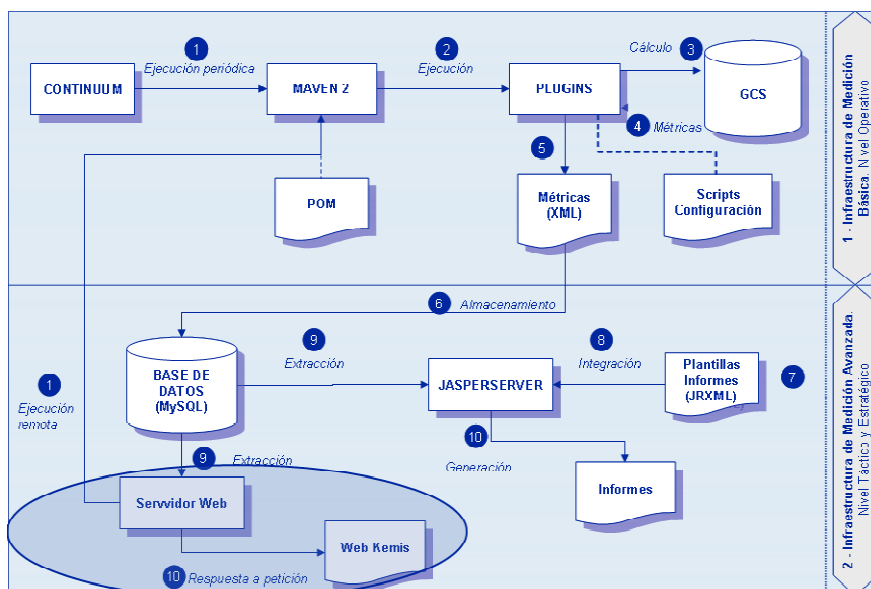 1
Ejecución periódica
2
Ejecución
Cálculo
3
CONTINUUM
MAVEN 2
PLUGINS
GCS
4
Métricas
5
POM
Métricas
(XML)
Scripts
Configuración
1 - Infraestructura de Medición
Básica. Nivel Operativo
6
Almacenamiento
9
Extracción
8
Integración
BASE DE
DATOS
(MySQL)
JASPERSERVER
Plantillas
Informes
(JRXML)
7
1
Ejecución
remota
10
Generación
9
Extracción
Informes
Servvidor Web
Web Kemis
10
Respuesta a petición
2 - Infraestructura de Medición Avanzada.
Nivel Táctico y Estratégico